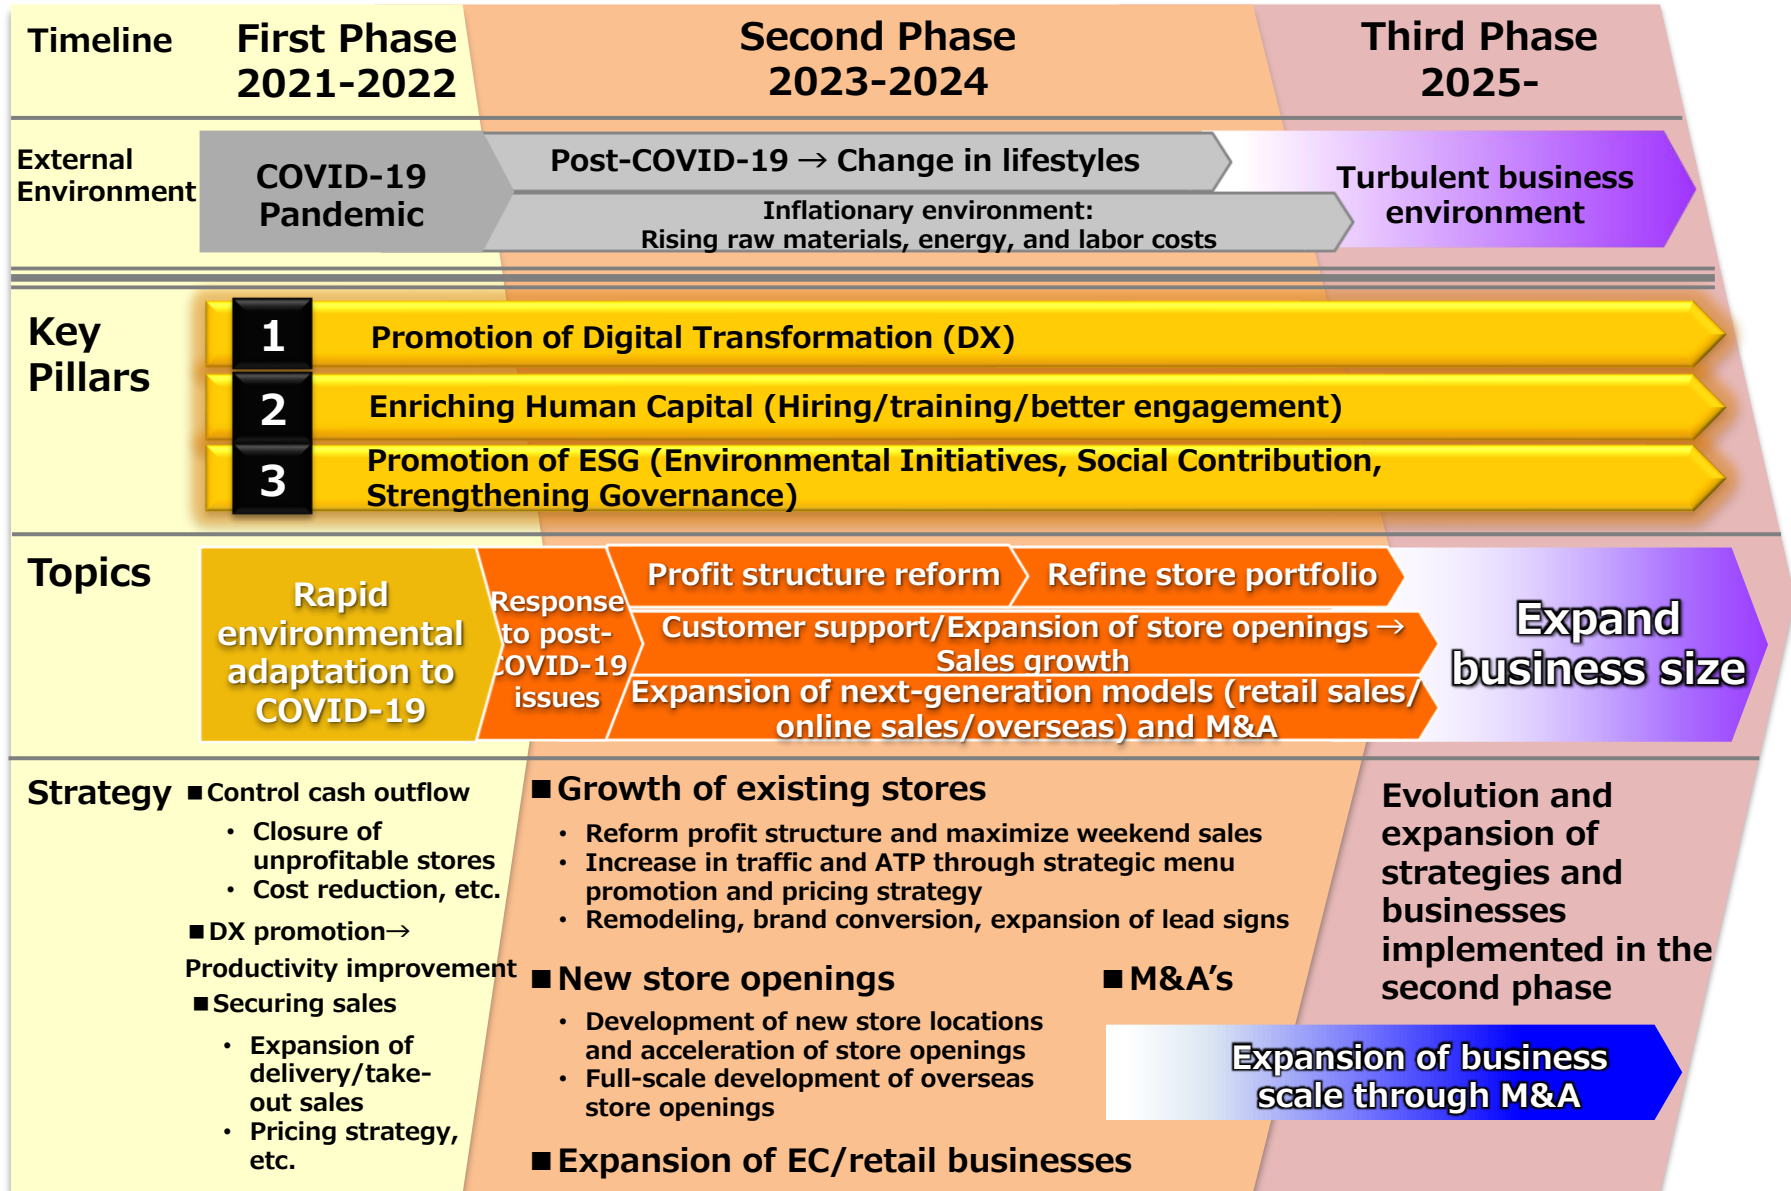 Timeline
First Phase
2021-2022
Second Phase
2023-2024
Third Phase
2025-
External
Environment
COVID-19
Pandemic
Post-COVID-19 → Change in lifestyles
Inflationary environment:
Rising raw materials, energy, and labor costs
Turbulent business
environment
Key
Pillars
1
Promotion of Digital Transformation (DX)
2
Enriching Human Capital (Hiring/training/better engagement)
3
Promotion of ESG (Environmental Initiatives, Social Contribution,
Strengthening Governance)
Topics
Rapid
environmental
adaptation to
COVID-19
Response
to post-
COVID-19
issues
Profit structure reform
Refine store portfolio
Customer support/Expansion of store openings →
Sales growth
Expansion of next-generation models (retail sales/
online sales/overseas) and M&A
Expand
business size
Strategy
■ Control cash outflow
• Closure of
unprofitable stores
• Cost reduction, etc.
■ DX promotion→
Productivity improvement
■ Securing sales
• Expansion of
delivery/take-
out sales
• Pricing strategy,
etc.
■ Growth of existing stores
• Reform profit structure and maximize weekend sales
• Increase in traffic and ATP through strategic menu
promotion and pricing strategy
• Remodeling, brand conversion, expansion of lead signs
■ New store openings
• Development of new store locations
and acceleration of store openings
• Full-scale development of overseas
store openings
■ Expansion of EC/retail businesses
■ M&A's
Expansion of business
scale through M&A
Evolution and
expansion of
strategies and
businesses
implemented in the
second phase